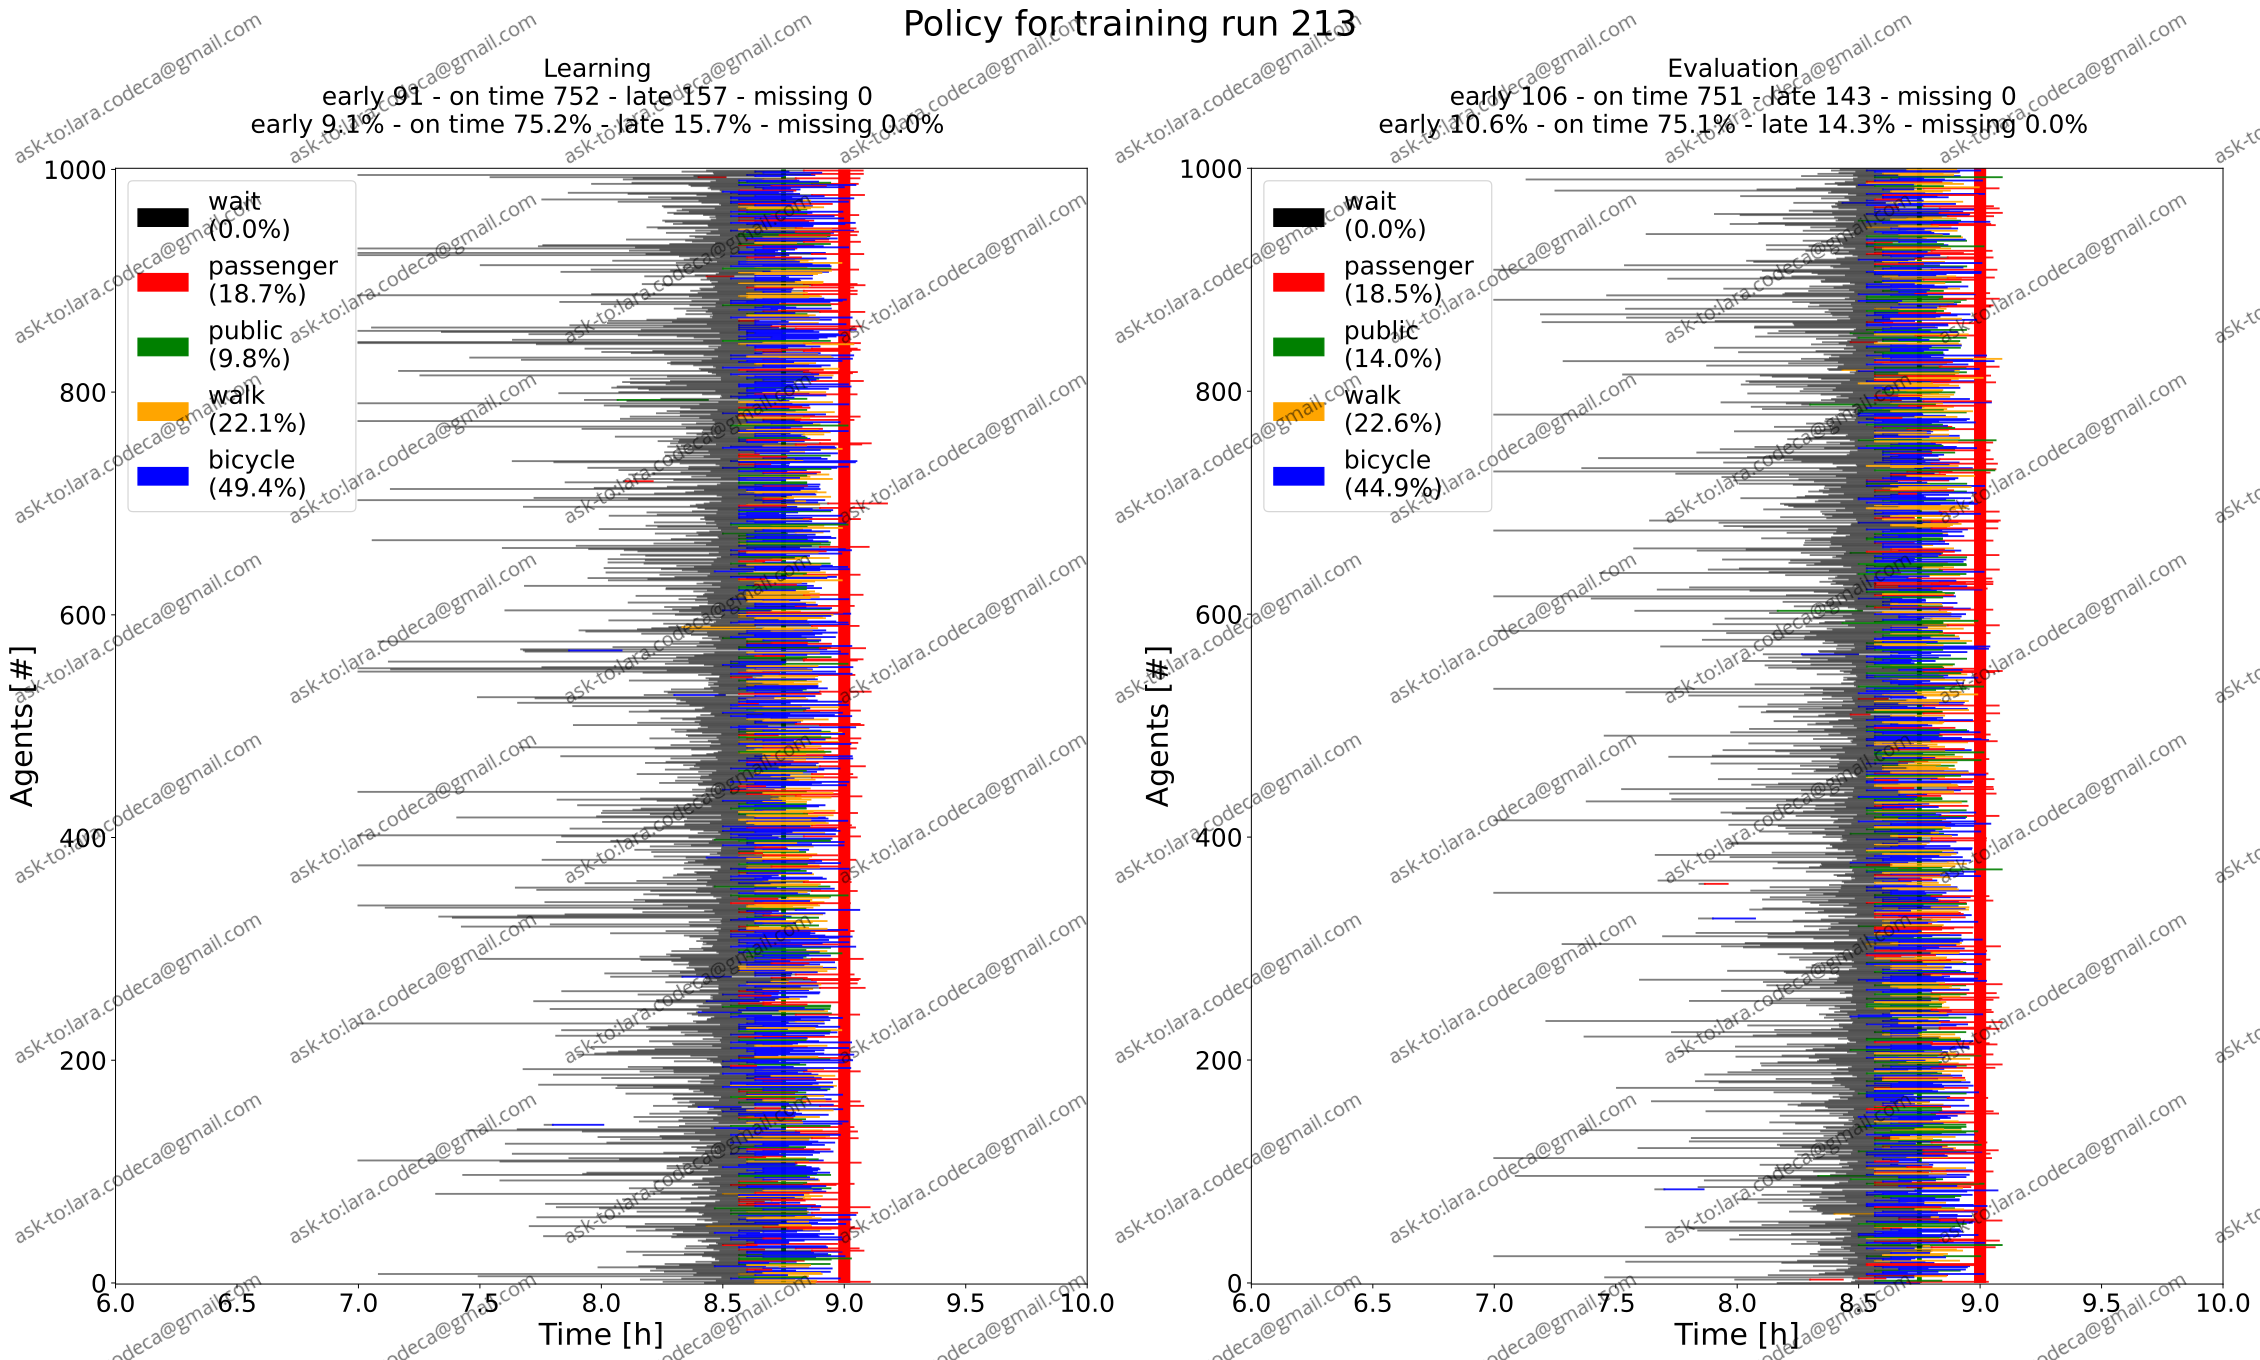 Policy for training run 213
Learning
early 91 - on time 752 - late 157 - missing 0
early 9.1% - on time 75.2% - late 15.7% - missing 0.0%
1000
800
600
400
200
0
Agents [#]
wait
(0.0%)
passenger
(18.7%)
public
(9.8%)
walk
(22.1%)
bicycle
(49.4%)
6.0 6.5 7.0 7.5 8.0 8.5 9.0 9.5 10.0
Time [h]
Evaluation
early 106 - on time 751 - late 143 - missing 0
early 10.6% - on time 75.1% - late 14.3% - missing 0.0%
1000
800
600
400
200
0
Agents [#]
wait
(0.0%)
passenger
(18.5%)
public
(14.0%)
walk
(22.6%)
bicycle
(44.9%)
6.0 6.5 7.0 7.5 8.0 8.5 9.0 9.5 10.0
Time [h]
ask-to:lara.codeca@gmail.com